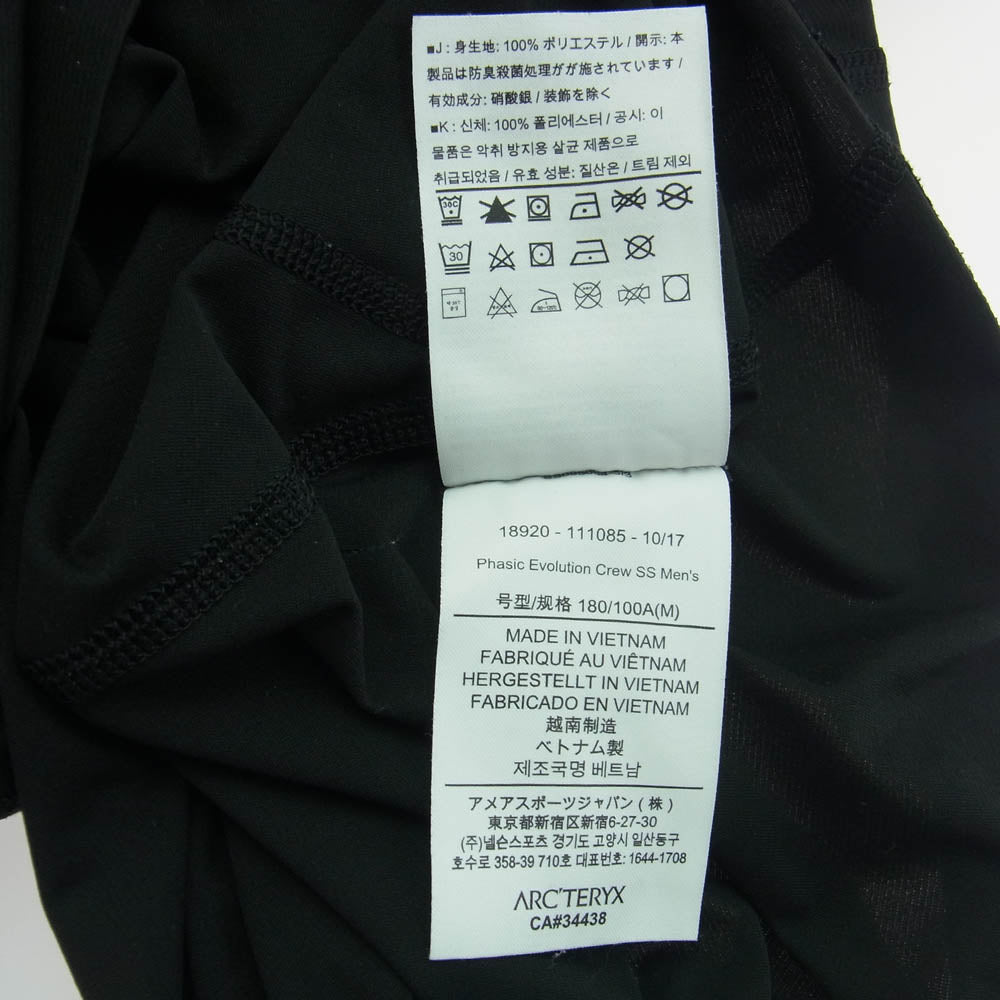 ■J : 身生地: 100% ポリエステル / 開示: 本
製品は防臭殺菌処理がが施されています /
有効成分: 硝酸銀 / 装飾を除く
■K : 신체: 100% 폴리에스터 / 공시: 이
물품은 악취 방지용 살균 제품으로
취급되었음 / 유효 성분: 질산은 / 트림 제외
30C
30
18920 - 111085 - 10/17
Phasic Evolution Crew SS Men's
号型/规格 180/100A(M)
MADE IN VIETNAM
FABRIQUÉ AU VIÊTNAM
HERGESTELLT IN VIETNAM
FABRICADO EN VIETNAM
越南制造
ベトナム製
제조국명 베트남
アメアスポーツジャパン ( 株 )
東京都新宿区新宿6-27-30
(주)넬슨스포츠 경기도 고양시 일산동구
호수로 358-39 710호 대표번호: 1644-1708
ARC'TERYX
CA#34438